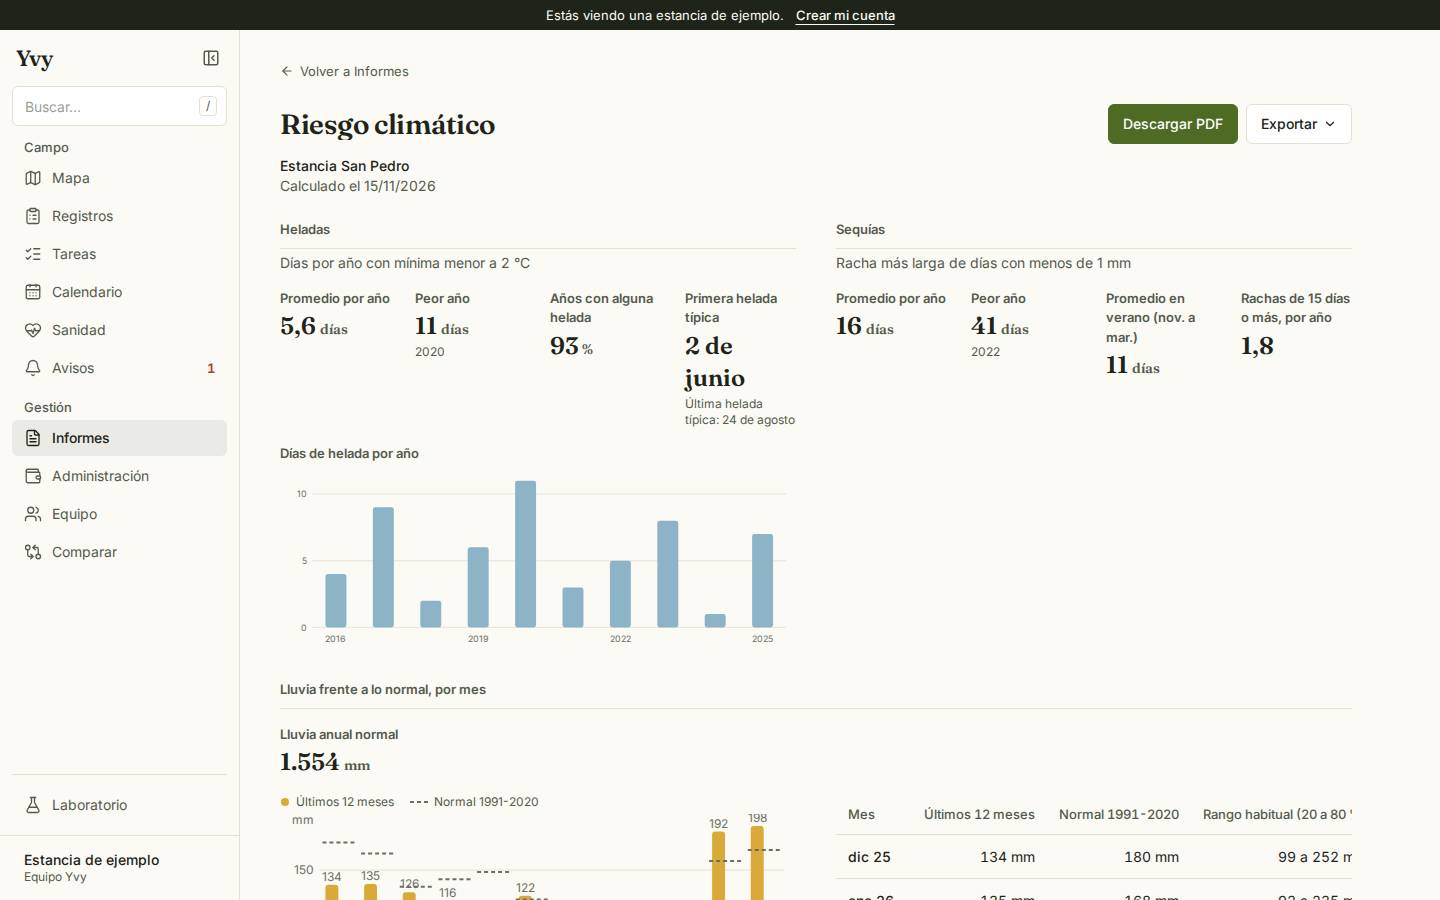 Estás viendo una estancia de ejemplo. Crear mi cuenta
Yvy
Buscar... /
Campo
Mapa
Registros
Tareas
Calendario
Sanidad
Avisos 1
Gestión
Informes
Administración
Equipo
Comparar
Laboratorio
Estancia de ejemplo
Equipo Yvy
Volver a Informes
Riesgo climático
Descargar PDF
Exportar
Estancia San Pedro
Calculado el 15/11/2026
Heladas
Días por año con mínima menor a 2 °C
Promedio por año
5,6 días
Peor año
11 días
2020
Años con alguna
helada
93 %
Primera helada
típica
2 de
junio
Última helada
típica: 24 de agosto
Sequías
Racha más larga de días con menos de 1 mm
Promedio por año
16 días
Peor año
41 días
2022
Promedio en
verano (nov. a
mar.)
11 días
Rachas de 15 días
o más, por año
1,8
Días de helada por año
10
5
0
2016 2019 2022 2025
Lluvia frente a lo normal, por mes
Lluvia anual normal
1.554 mm
Últimos 12 meses Normal 1991-2020
mm
150
134 135 126 116 122 192 198
Mes Últimos 12 meses Normal 1991-2020 Rango habitual (20 a 80
dic 25 134 mm 180 mm 99 a 252 m